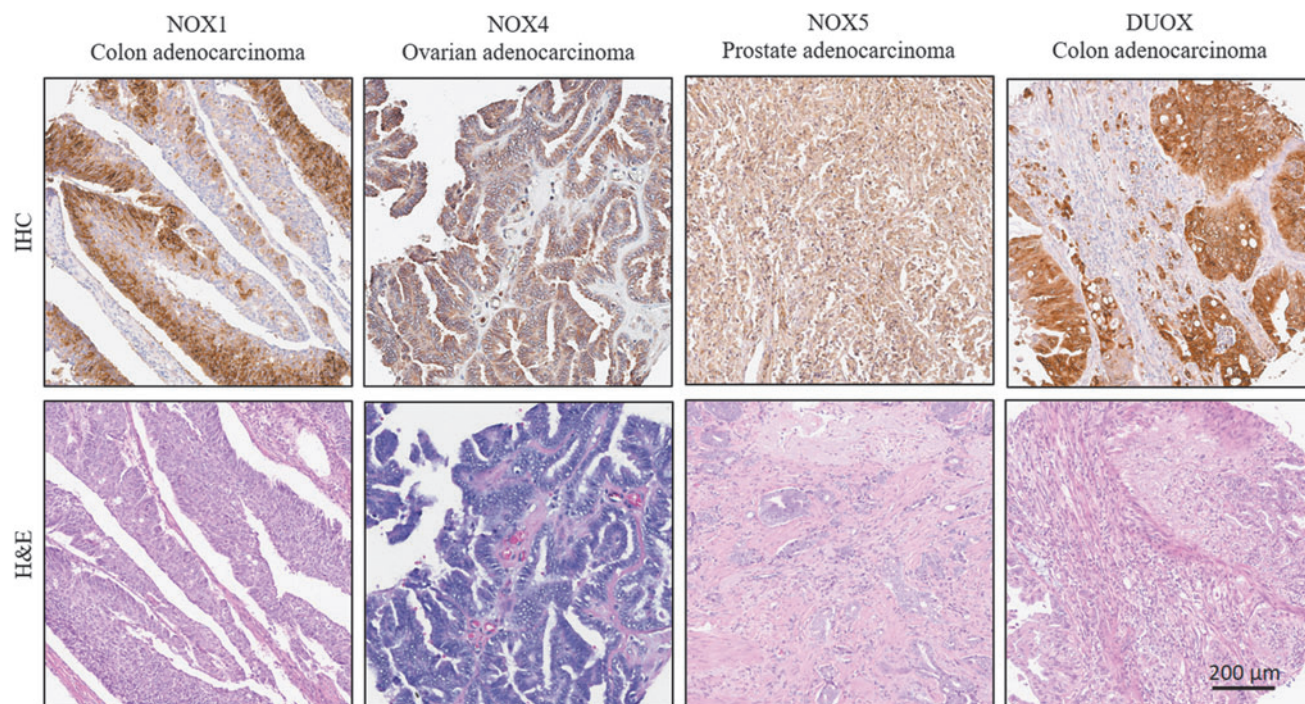 NOX1
Colon adenocarcinoma
NOX4
Ovarian adenocarcinoma
NOX5
Prostate adenocarcinoma
DUOX
Colon adenocarcinoma
IHC
H&E
200 µm